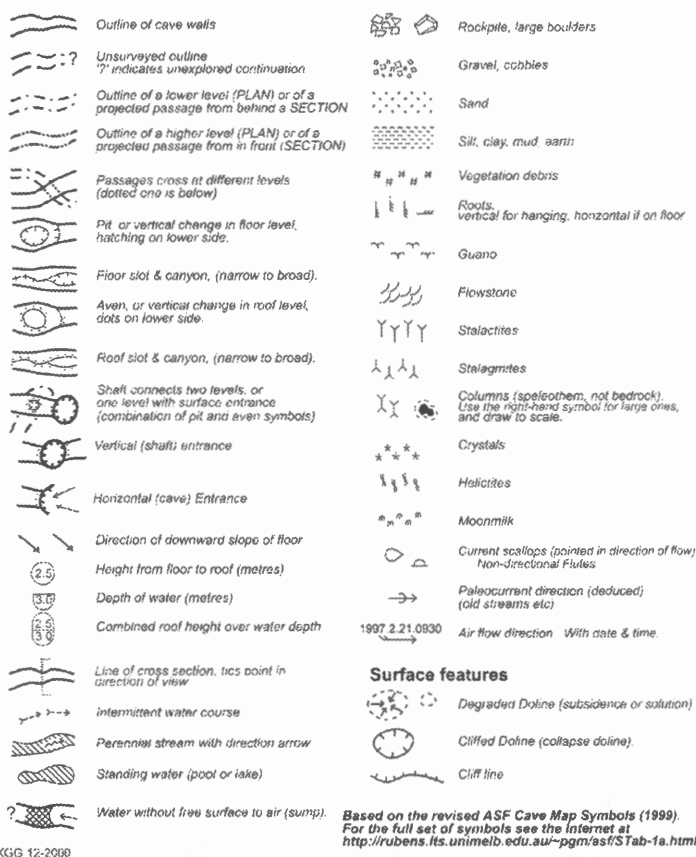 Outline of cave walls
?
Unsurveyed outline
'?' indicates unexplored continuation
Outline of a lower level (PLAN) or of a
projected passage from behind a SECTION
Outline of a higher level (PLAN) or of a
projected passage from in front (SECTION)
Passages cross at different levels
(dotted one is below)
Pit, or vertical change in floor level,
hatching on lower side.
Floor slot & canyon, (narrow to broad).
Aven, or vertical change in roof level,
dots on lower side.
Roof slot & canyon, (narrow to broad).
Shaft connects two levels, or
one level with surface entrance
(combination of pit and aven symbols)
Vertical (shaft) entrance
Horizontal (cave) Entrance
Direction of downward slope of floor
2.5
Height from floor to roof (metres)
3.0
Depth of water (metres)
2.5
3.0
Combined roof height over water depth
Line of cross section, tics point in
direction of view
Intermittent water course
Perennial stream with direction arrow
Standing water (pool or lake)
?
Water without free surface to air (sump).
KGG 12-2000
Rockpile, large boulders
Gravel, cobbles
Sand
Silt, clay, mud, earth
Vegetation debris
Roots,
vertical for hanging, horizontal if on floor
Guano
Flowstone
Stalactites
Stalagmites
Columns (speleothem, not bedrock).
Use the right-hand symbol for large ones,
and draw to scale.
Crystals
Helictites
Moonmilk
Current scallops (pointed in direction of flow)
Non-directional Flutes
Paleocurrent direction (deduced)
(old streams etc)
1997.2.21.0930
Air flow direction With date & time.
Surface features
Degraded Doline (subsidence or solution)
Cliffed Doline (collapse doline).
Cliff line
Based on the revised ASF Cave Map Symbols (1999).
For the full set of symbols see the Internet at
http://rubens.its.unimelb.edu.au/~pgm/asf/STab-1a.html